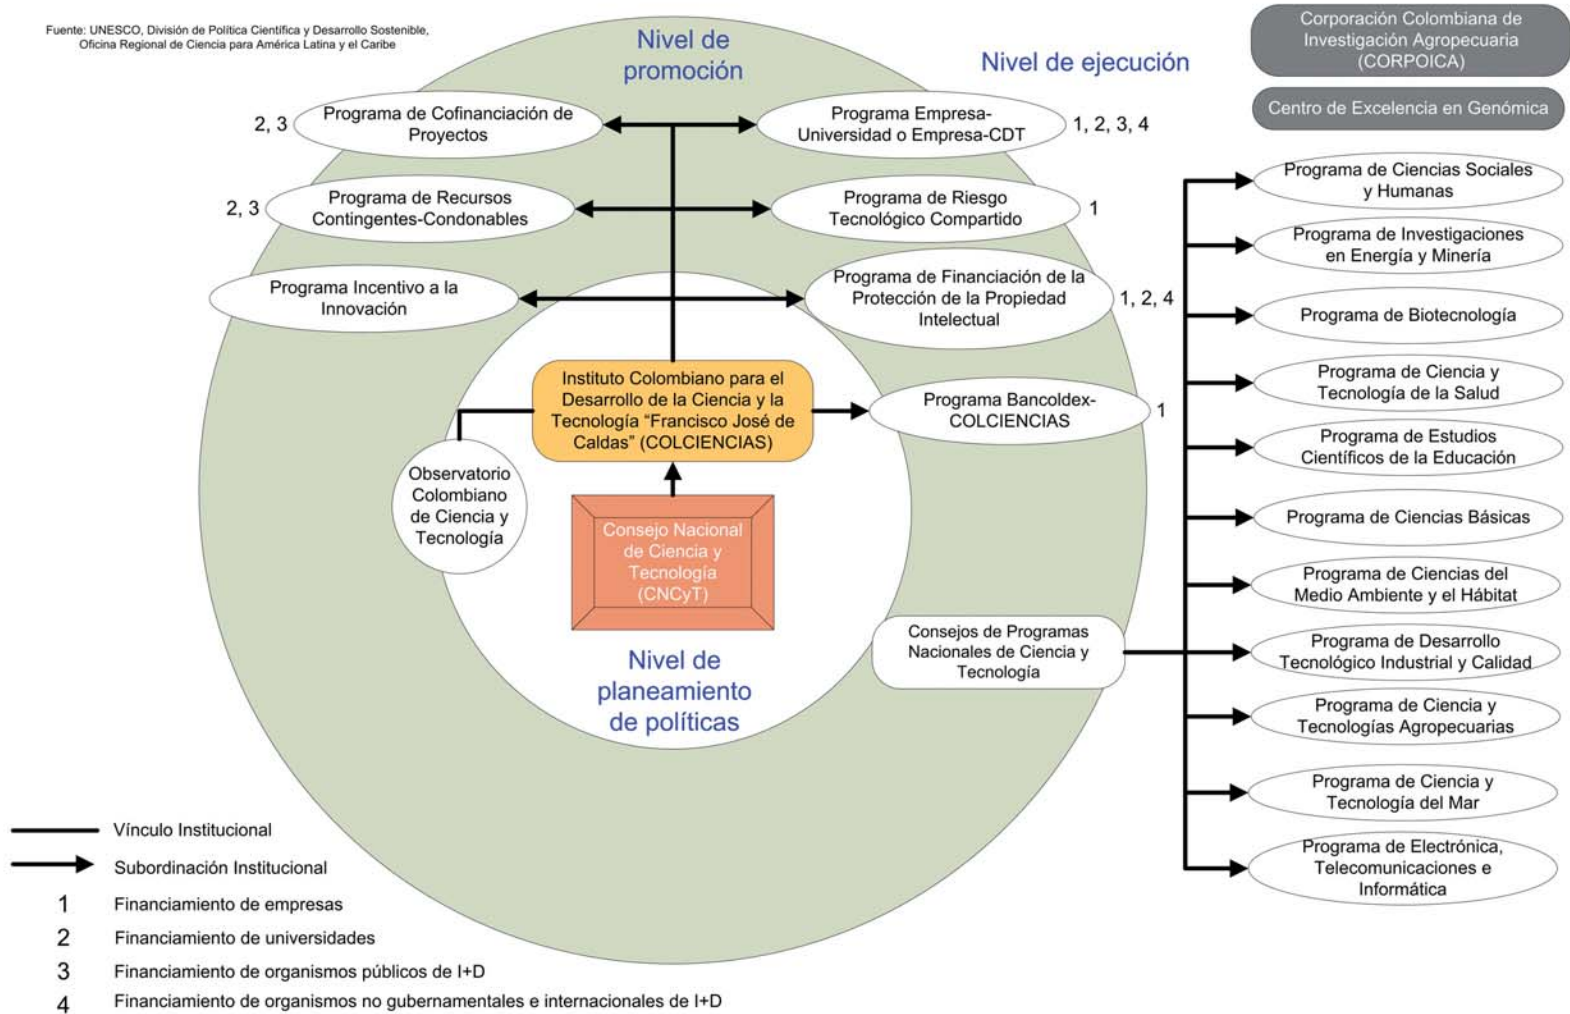 Fuente: UNESCO, División de Política Científica y Desarrollo Sostenible,
Oficina Regional de Ciencia para América Latina y el Caribe
Nivel de
promoción
Nivel de ejecución
Corporación Colombiana de
Investigación Agropecuaria
(CORPOICA)
Centro de Excelencia en Genómica
2, 3
Programa de Cofinanciación de
Proyectos
Programa Empresa-
Universidad o Empresa-CDT
1, 2, 3, 4
2, 3
Programa de Recursos
Contingentes-Condonables
Programa de Riesgo
Tecnológico Compartido
1
Programa Incentivo a la
Innovación
Programa de Financiación de la
Protección de la Propiedad
Intelectual
1, 2, 4
Instituto Colombiano para el
Desarrollo de la Ciencia y la
Tecnología “Francisco José de
Caldas” (COLCIENCIAS)
Programa Bancoldex-
COLCIENCIAS
1
Observatorio
Colombiano
de Ciencia y
Tecnología
Consejo Nacional
de Ciencia y
Tecnología
(CNCyT)
Nivel de
planeamiento
de políticas
Consejos de Programas
Nacionales de Ciencia y
Tecnología
Programa de Ciencias Sociales
y Humanas
Programa de Investigaciones
en Energía y Minería
Programa de Biotecnología
Programa de Ciencia y
Tecnología de la Salud
Programa de Estudios
Científicos de la Educación
Programa de Ciencias Básicas
Programa de Ciencias del
Medio Ambiente y el Hábitat
Programa de Desarrollo
Tecnológico Industrial y Calidad
Programa de Ciencia y
Tecnologías Agropecuarias
Programa de Ciencia y
Tecnología del Mar
Programa de Electrónica,
Telecomunicaciones e
Informática
Vínculo Institucional
Subordinación Institucional
1 Financiamiento de empresas
2 Financiamiento de universidades
3 Financiamiento de organismos públicos de I+D
4 Financiamiento de organismos no gubernamentales e internacionales de I+D